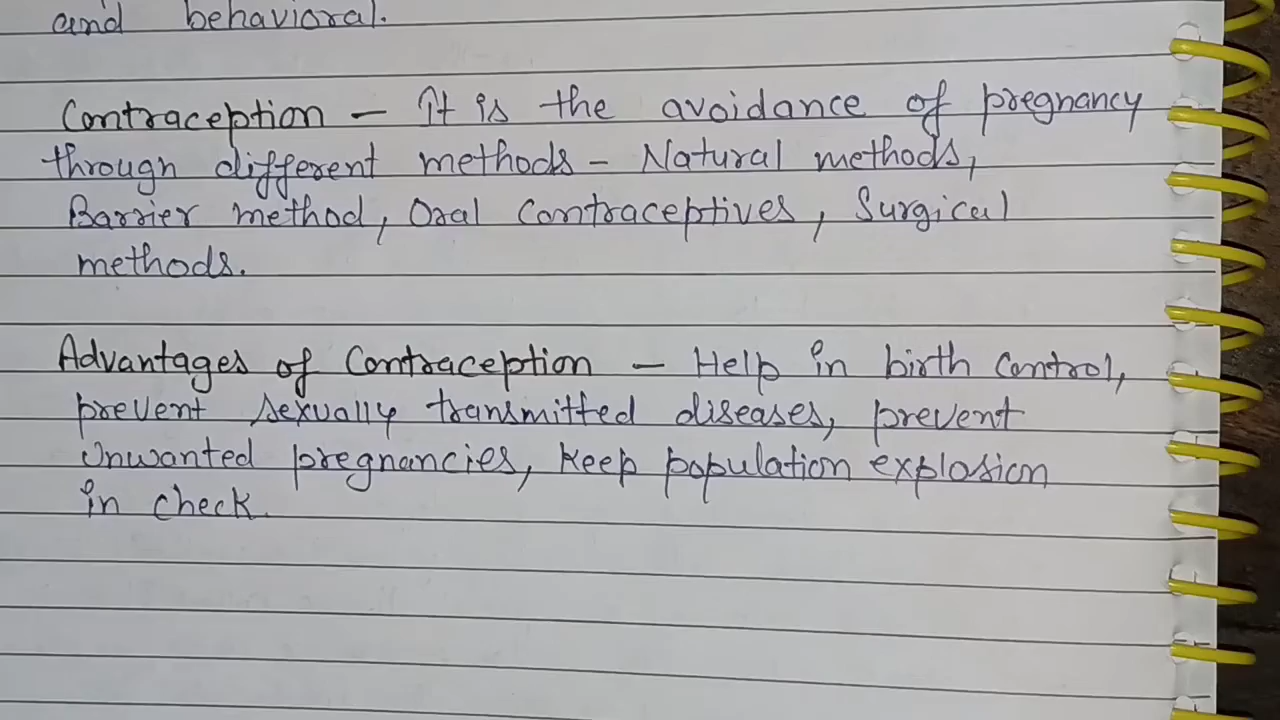 and behavioral.
Contraception - It is the avoidance of pregnancy
through different methods - Natural methods,
Barrier method, Oral contraceptives, Surgical
methods.
Advantages of Contraception - Help in birth control,
prevent sexually transmitted diseases, prevent
unwanted pregnancies, keep population explosion
in check.